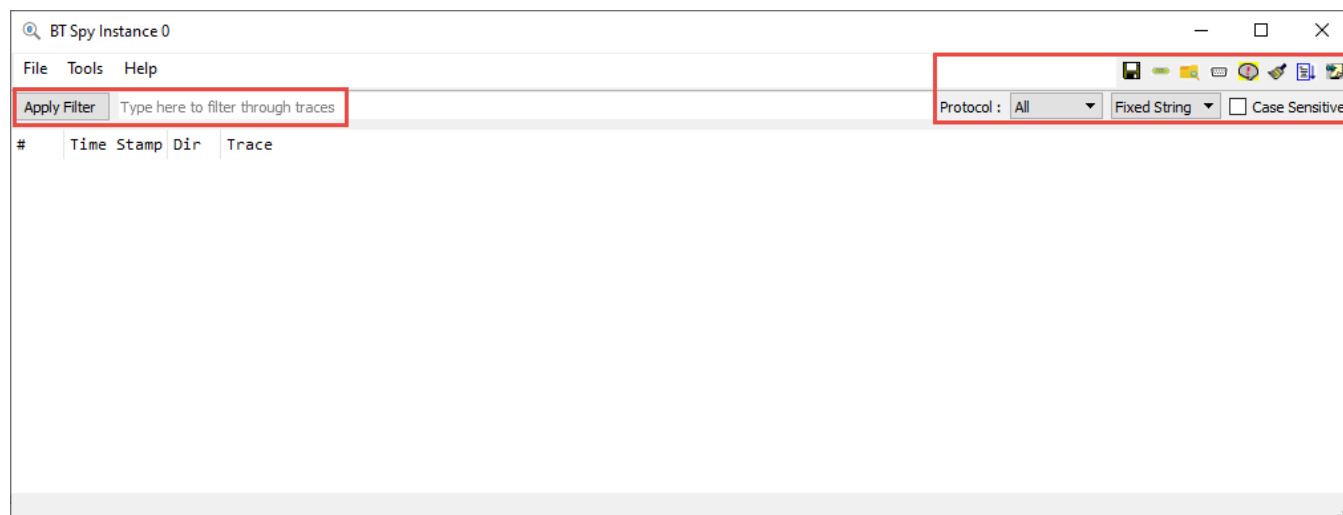 BT Spy Instance 0
File Tools Help
Apply Filter Type here to filter through traces Protocol : All Fixed String Case Sensitive
# Time Stamp Dir Trace